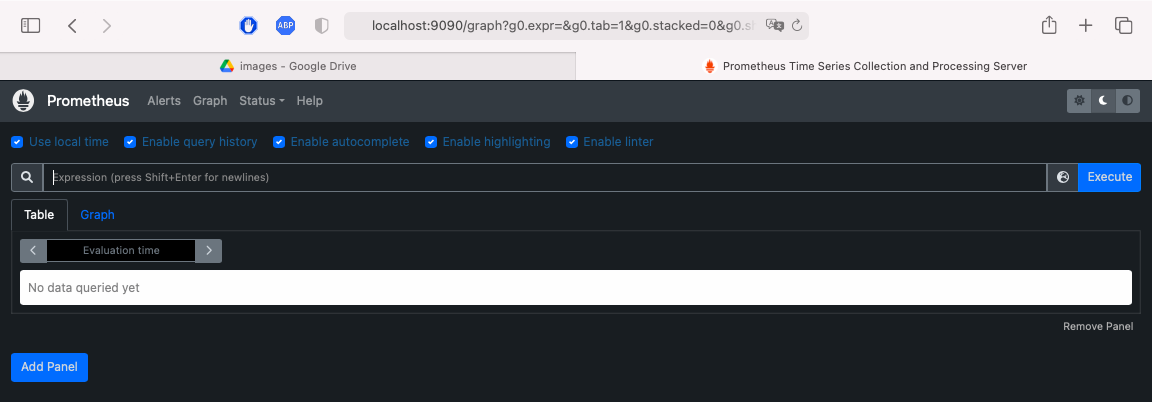 ABP
localhost:9090/graph?g0.expr=&g0.tab=1&g0.stacked=0&g0.s
images – Google Drive
Prometheus Time Series Collection and Processing Server
Prometheus Alerts Graph Status Help
Use local time Enable query history Enable autocomplete Enable highlighting Enable linter
Expression (press Shift+Enter for newlines)
Execute
Table Graph
Evaluation time
No data queried yet
Remove Panel
Add Panel